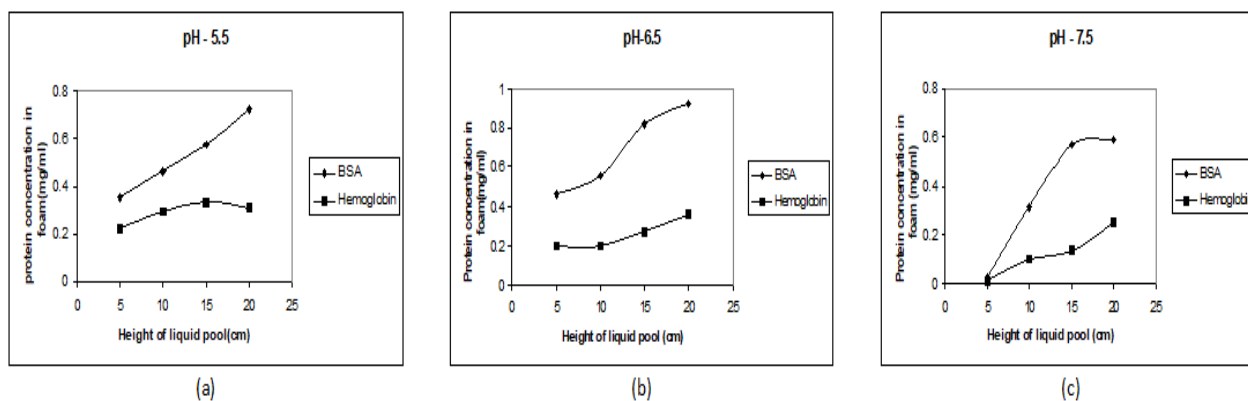 pH - 5.5
protein concentration in
foam(mg/ml)
0.8
0.6
0.4
0.2
0
0
5
10
15
20
25
Height of liquid pool(cm)
BSA
Hemoglobin
(a)
pH-6.5
Protein concentration in
foam(mg/ml)
1
0.8
0.6
0.4
0.2
0
0
5
10
15
20
25
Height of liquid pool (cm)
BSA
Hemoglobin
(b)
pH - 7.5
Protein concentration in
foam (mg/ml)
0.8
0.6
0.4
0.2
0
0
5
10
15
20
25
Height of liquid pool (cm)
BSA
Hemoglobin
(c)